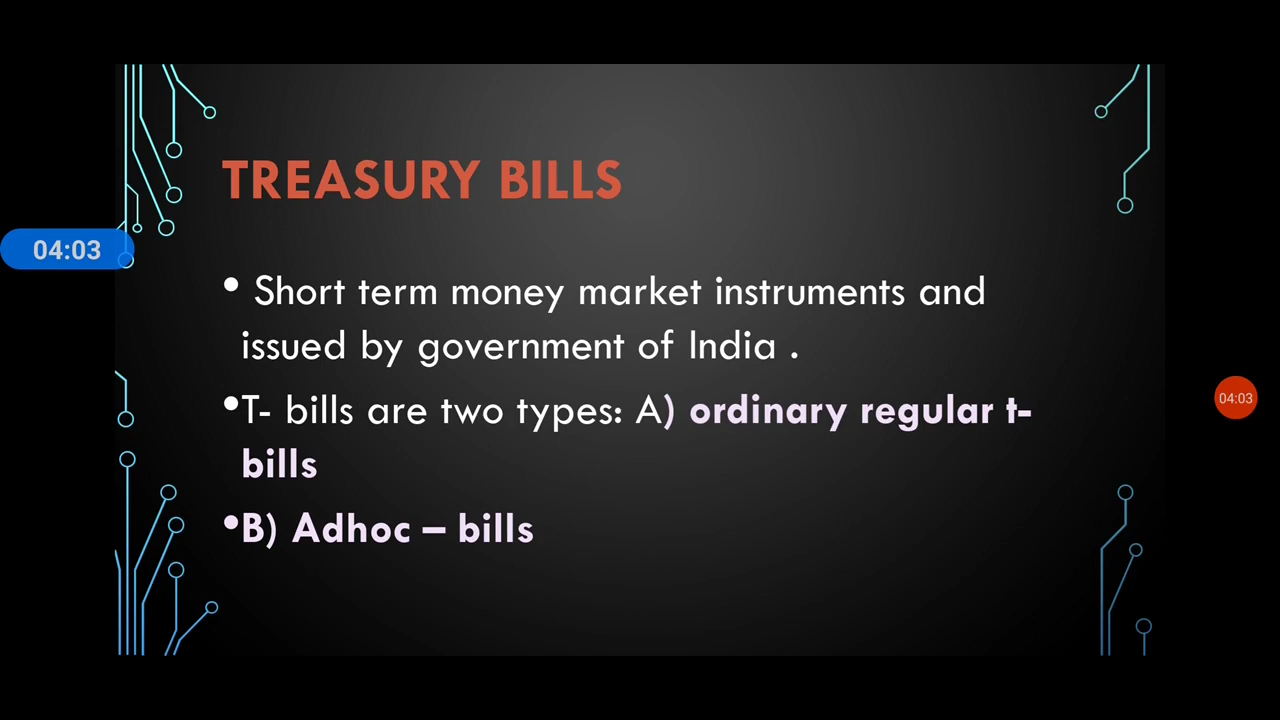 TREASURY BILLS
04:03
• Short term money market instruments and
issued by government of India .
04:03
•T- bills are two types: A) ordinary regular t-
bills
•B) Adhoc – bills